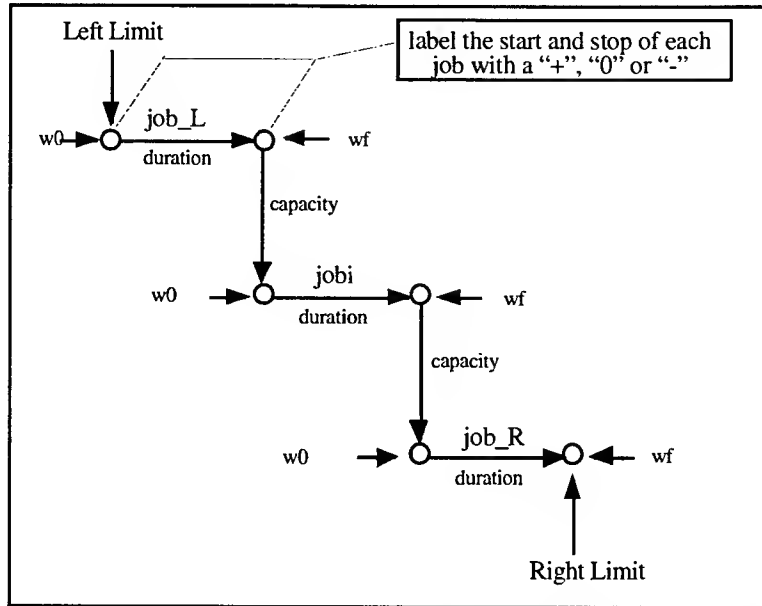 Left Limit
label the start and stop of each
job with a “+”, “0” or “-”
w0
job_L
wf
duration
capacity
w0
jobi
wf
duration
capacity
w0
job_R
wf
duration
Right Limit